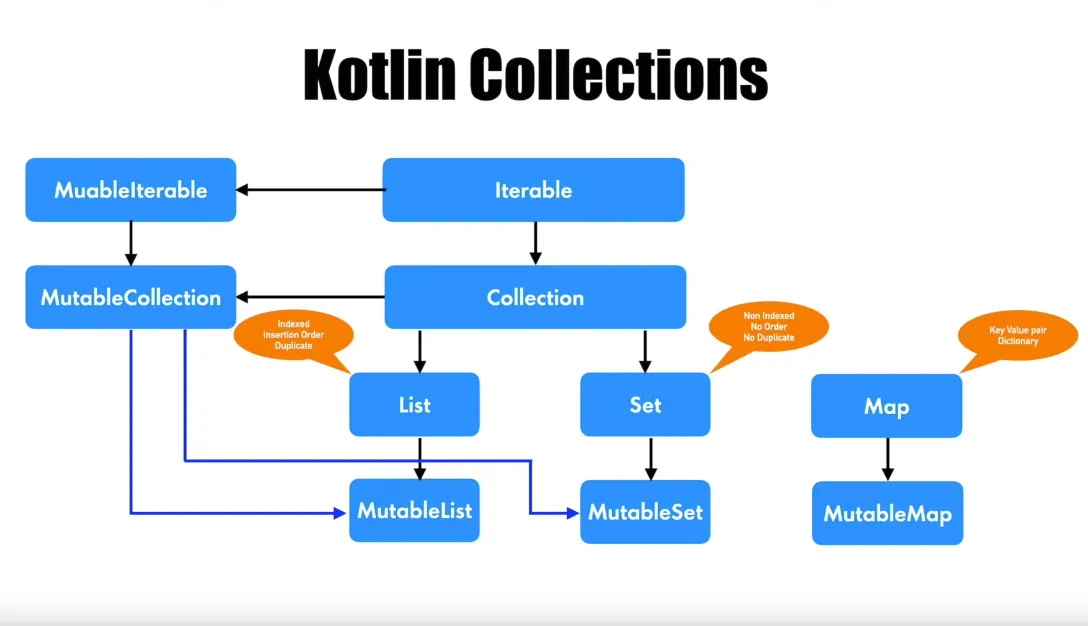 Kotlin Collections
MuableIterable
Iterable
MutableCollection
Collection
Indexed
Insertion Order
Duplicate
Non Indexed
No Order
No Duplicate
Key Value pair
Dictionary
List
Set
Map
MutableList
MutableSet
MutableMap